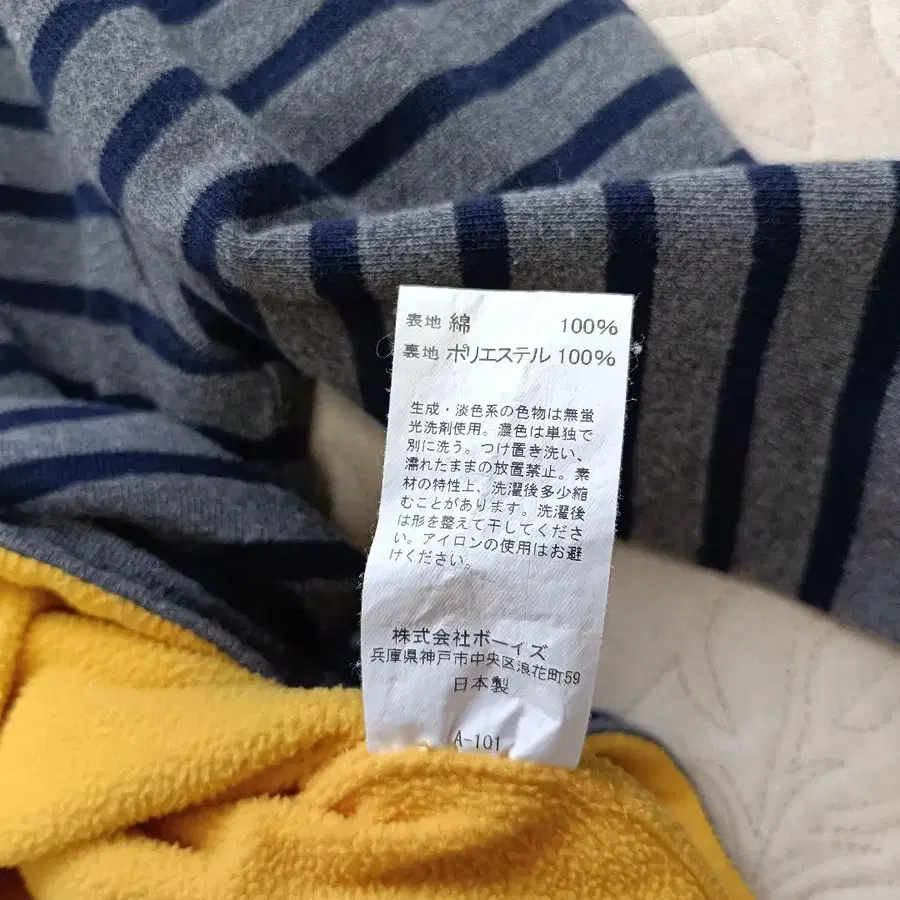 表地 綿 100%
裏地 ポリエステル 100%
生成・淡色系の色物は無蛍
光洗剤使用。濃色は単独で
別に洗う。つけ置き洗い、
濡れたままの放置禁止。素
材の特性上、洗濯後多少縮
むことがあります。洗濯後
は形を整えて干してくださ
い。アイロンの使用はお避
けください。
株式会社ボーイズ
兵庫県神戸市中央区浪花町59
日本製
A-101